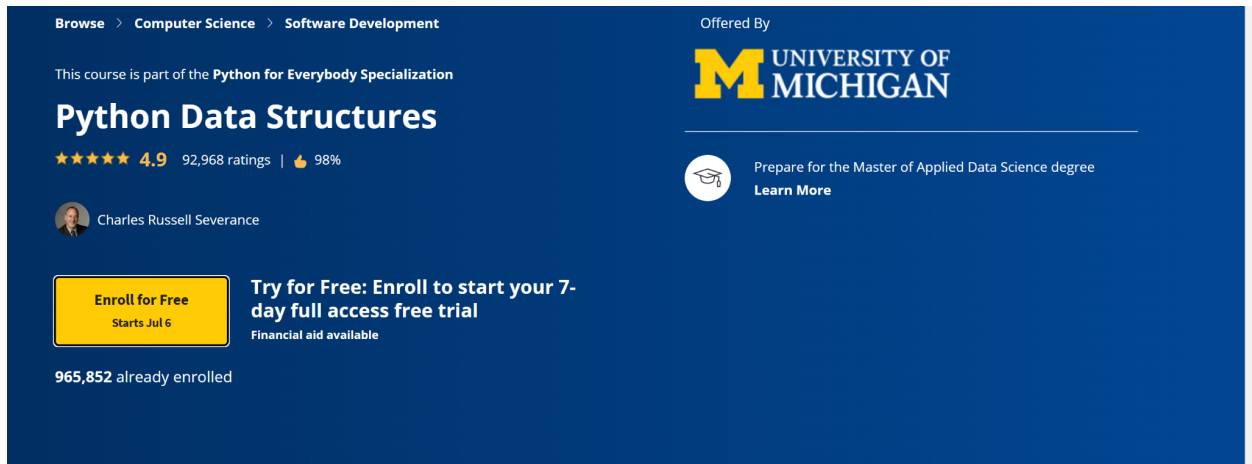 Browse > Computer Science > Software Development
This course is part of the Python for Everybody Specialization
Python Data Structures
4.9 92,968 ratings | 98%
Charles Russell Severance
Enroll for Free
Starts Jul 6
Try for Free: Enroll to start your 7-
day full access free trial
Financial aid available
965,852 already enrolled
Offered By
M UNIVERSITY OF
MICHIGAN
Prepare for the Master of Applied Data Science degree
Learn More